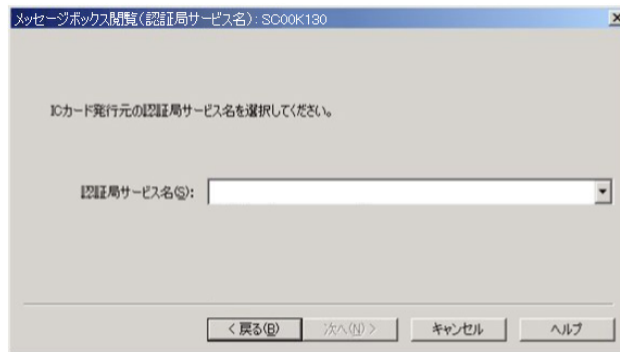 メッセージボックス閲覧(認証局サービス名):SC00K130
ICカード発行元の認証局サービス名を選択してください。
認証局サービス名(S):
< 戻る(B) 次へ(N) > キャンセル ヘルプ